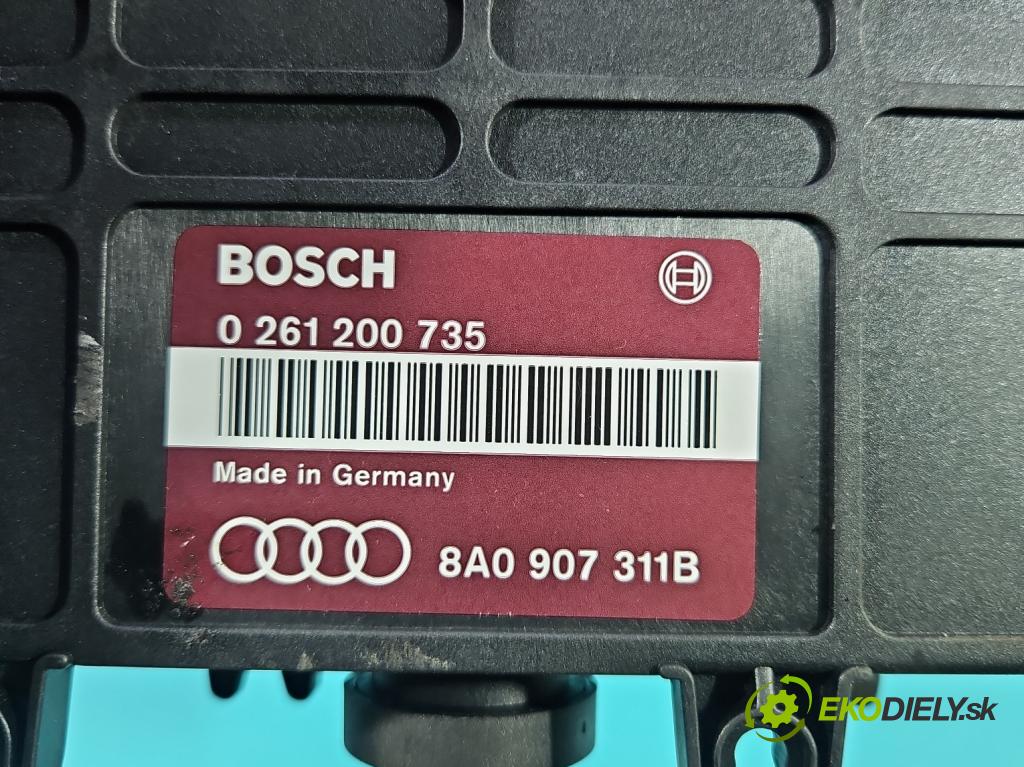 BOSCH
0 261 200 735
Made in Germany
8A0 907 311B
EKODIELY.sk